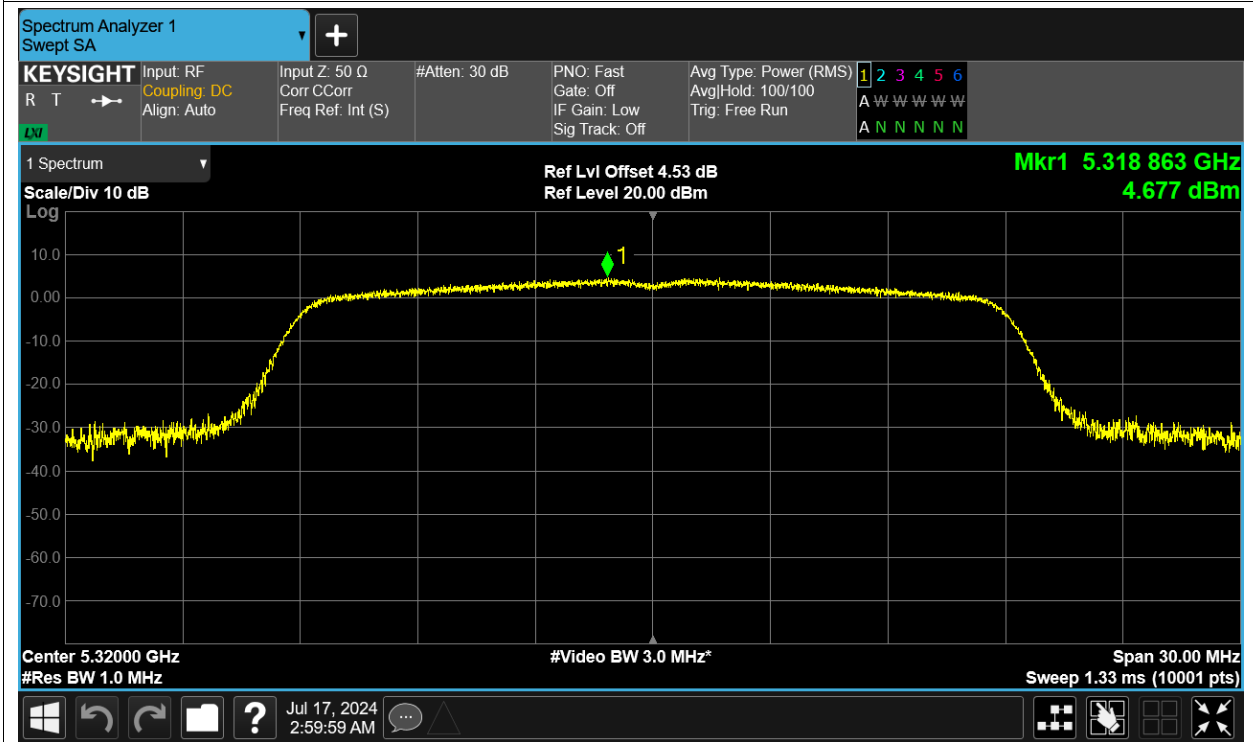 Spectrum Analyzer 1
Swept SA
KEYSIGHT
R T
LXI
Input: RF
Coupling: DC
Align: Auto
Input Z: 50 Ω
Corr CCorr
Freq Ref: Int (S)
#Atten: 30 dB
PNO: Fast
Gate: Off
IF Gain: Low
Sig Track: Off
Avg Type: Power (RMS)
Avg|Hold: 100/100
Trig: Free Run
1 2 3 4 5 6
A W W W W W
A N N N N N
1 Spectrum
Scale/Div 10 dB
Log
Ref Lvl Offset 4.53 dB
Ref Level 20.00 dBm
Mkr1 5.318 863 GHz
4.677 dBm
1
10.0
0.00
-10.0
-20.0
-30.0
-40.0
-50.0
-60.0
-70.0
Center 5.32000 GHz
#Res BW 1.0 MHz
#Video BW 3.0 MHz*
Span 30.00 MHz
Sweep 1.33 ms (10001 pts)
?
Jul 17, 2024
2:59:59 AM